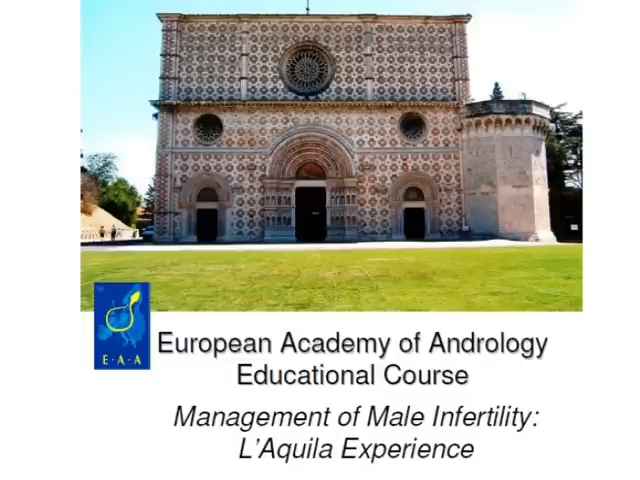 E·A·A
European Academy of Andrology
Educational Course
Management of Male Infertility:
L'Aquila Experience